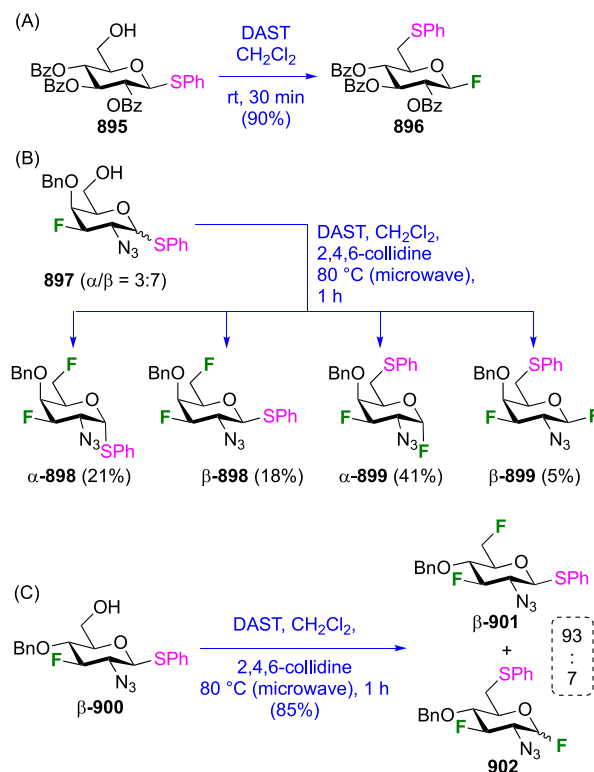 (A)
OH
BzO
BzO
O
SPh
OBz
895
DAST
CH2Cl2
rt, 30 min
(90%)
SPh
BzO
BzO
O
F
OBz
896
(B)
BnO
OH
O
F
N3
SPh
897 (α/β = 3:7)
DAST, CH2Cl2,
2,4,6-collidine
80 °C (microwave),
1 h
F
BnO
O
F
N3
SPh
α-898 (21%)
F
BnO
O
F
SPh
N3
β-898 (18%)
SPh
BnO
O
F
N3
F
α-899 (41%)
SPh
BnO
O
F
F
N3
β-899 (5%)
(C)
OH
BnO
O
F
SPh
N3
β-900
DAST, CH2Cl2,
2,4,6-collidine
80 °C (microwave), 1 h
(85%)
F
BnO
O
F
SPh
N3
β-901
+
93
:
7
SPh
BnO
O
F
N3
F
902